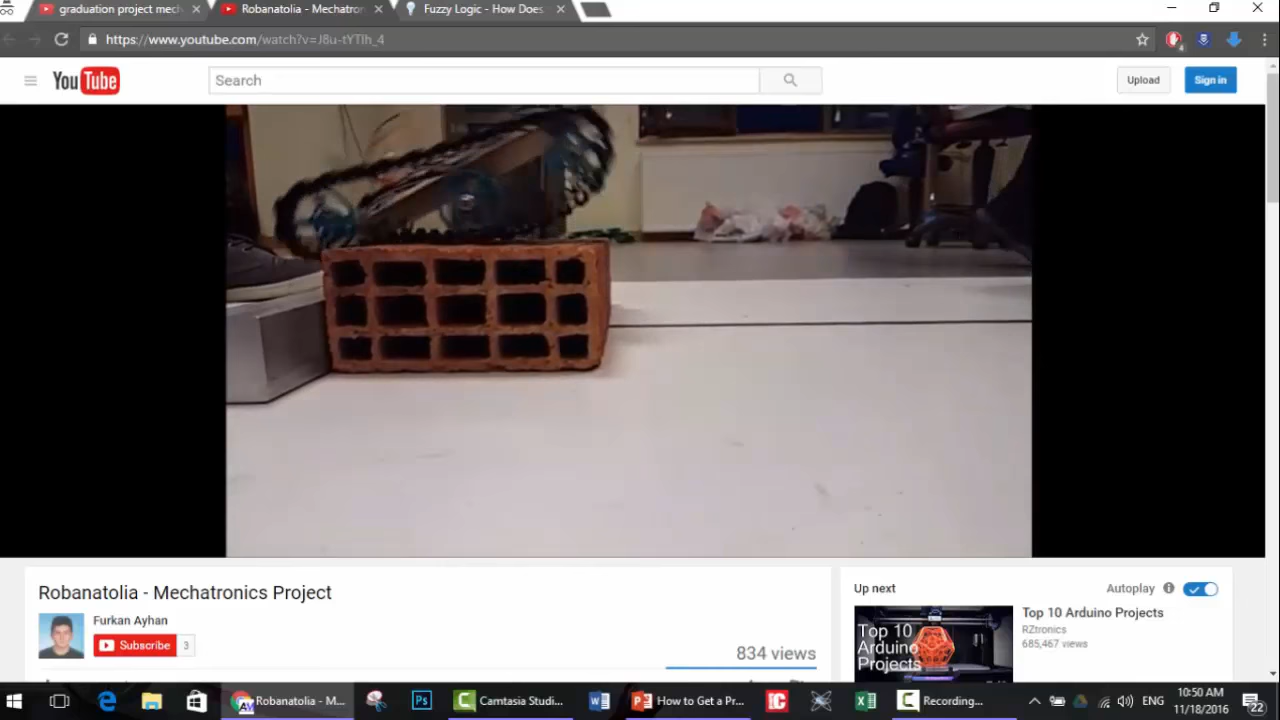 graduation project mech
Robanatolia - Mechatror
Fuzzy Logic - How Does
https://www.youtube.com/watch?v=J8u-tYTIh_4
4
YouTube
Search
Upload
Sign in
Robanatolia - Mechatronics Project
Furkan Ayhan
Subscribe 3
834 views
Up next
Autoplay
Top 10 Arduino Projects
Top 10 Arduino Projects
RZtronics
685,467 views
Robanatolia - M...
Camtasia Studi...
How to Get a Pr...
Recording...
ENG
10:50 AM
11/18/2016
22